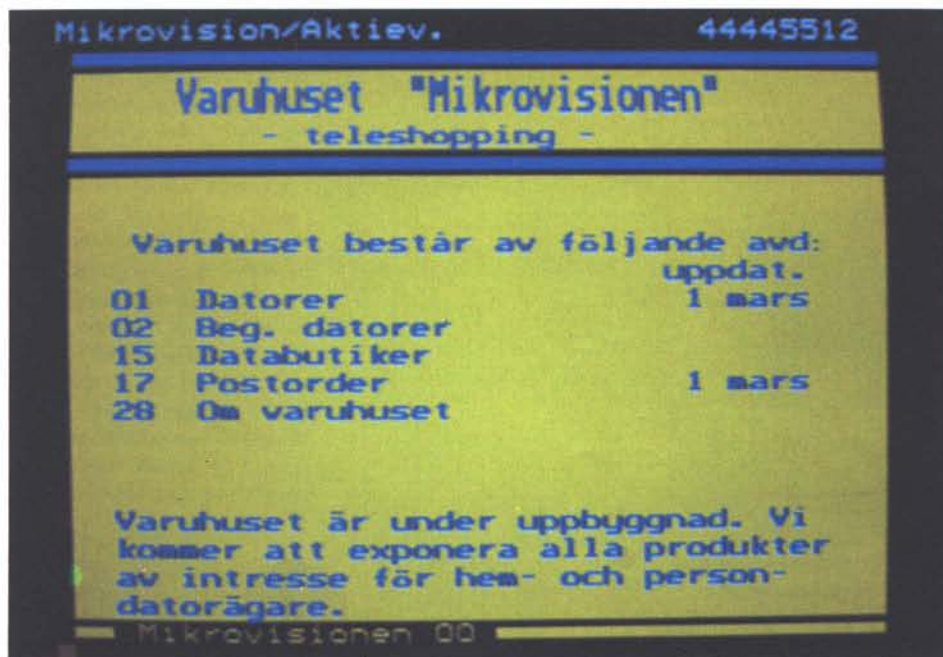 Mikrovision/Aktiev. 44445512
Varuhuset "Mikrovisionen"
- teleshopping -
Varuhuset består av följande avd:
uppdat.
01 Datorer 1 mars
02 Beg. datorer
15 Databutiker
17 Postorder 1 mars
28 Om varuhuset
Varuhuset är under uppbyggnad. Vi
kommer att exponera alla produkter
av intresse för hem- och person-
datorägare.
Mikrovisionen 00